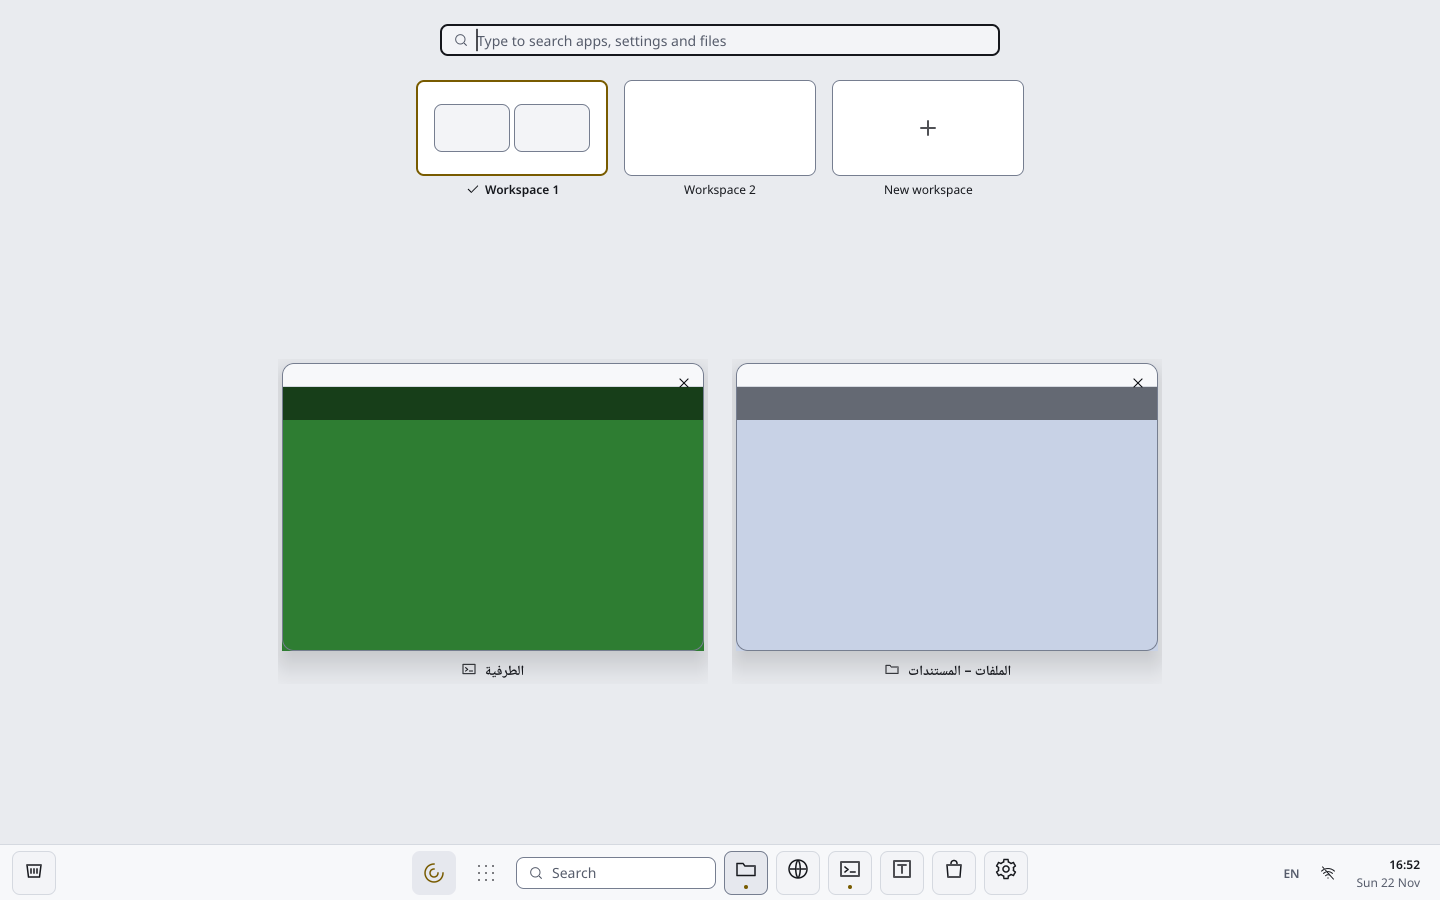 Type to search apps, settings and files
Workspace 1
Workspace 2
New workspace
الطرفية
الملفات – المستندات
Search
EN
16:52
Sun 22 Nov